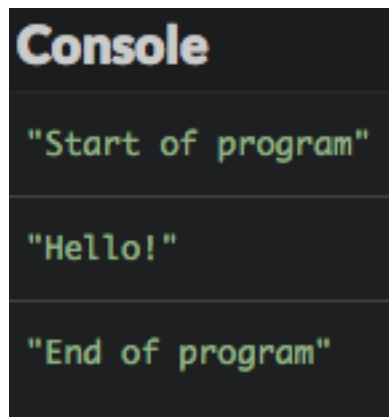 Console
"Start of program"
"Hello!"
"End of program"